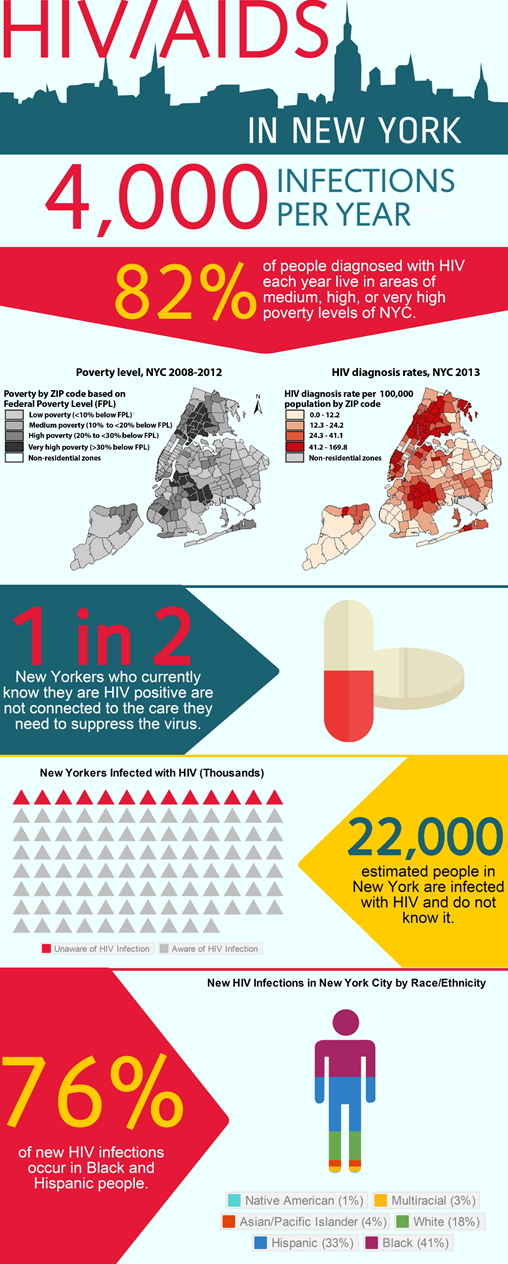 HIV/AIDS
IN NEW YORK
4,000 INFECTIONS
PER YEAR
82%
of people diagnosed with HIV
each year live in areas of
medium, high, or very high
poverty levels of NYC.
Poverty level, NYC 2008-2012
Poverty by ZIP code based on
Federal Poverty Level (FPL)
Low poverty (<10% below FPL)
Medium poverty (10% to <20% below FPL)
High poverty (20% to <30% below FPL)
Very high poverty (>30% below FPL)
Non-residential zones
N
HIV diagnosis rates, NYC 2013
HIV diagnosis rate per 100,000
population by ZIP code
0.0 - 12.2
12.3 - 24.2
24.3 - 41.1
41.2 - 169.8
Non-residential zones
1 in 2
New Yorkers who currently
know they are HIV positive are
not connected to the care they
need to suppress the virus.
New Yorkers Infected with HIV (Thousands)
Unaware of HIV Infection
Aware of HIV Infection
22,000
estimated people in
New York are infected
with HIV and do not
know it.
76%
of new HIV infections
occur in Black and
Hispanic people.
New HIV Infections in New York City by Race/Ethnicity
Native American (1%)
Multiracial (3%)
Asian/Pacific Islander (4%)
White (18%)
Hispanic (33%)
Black (41%)